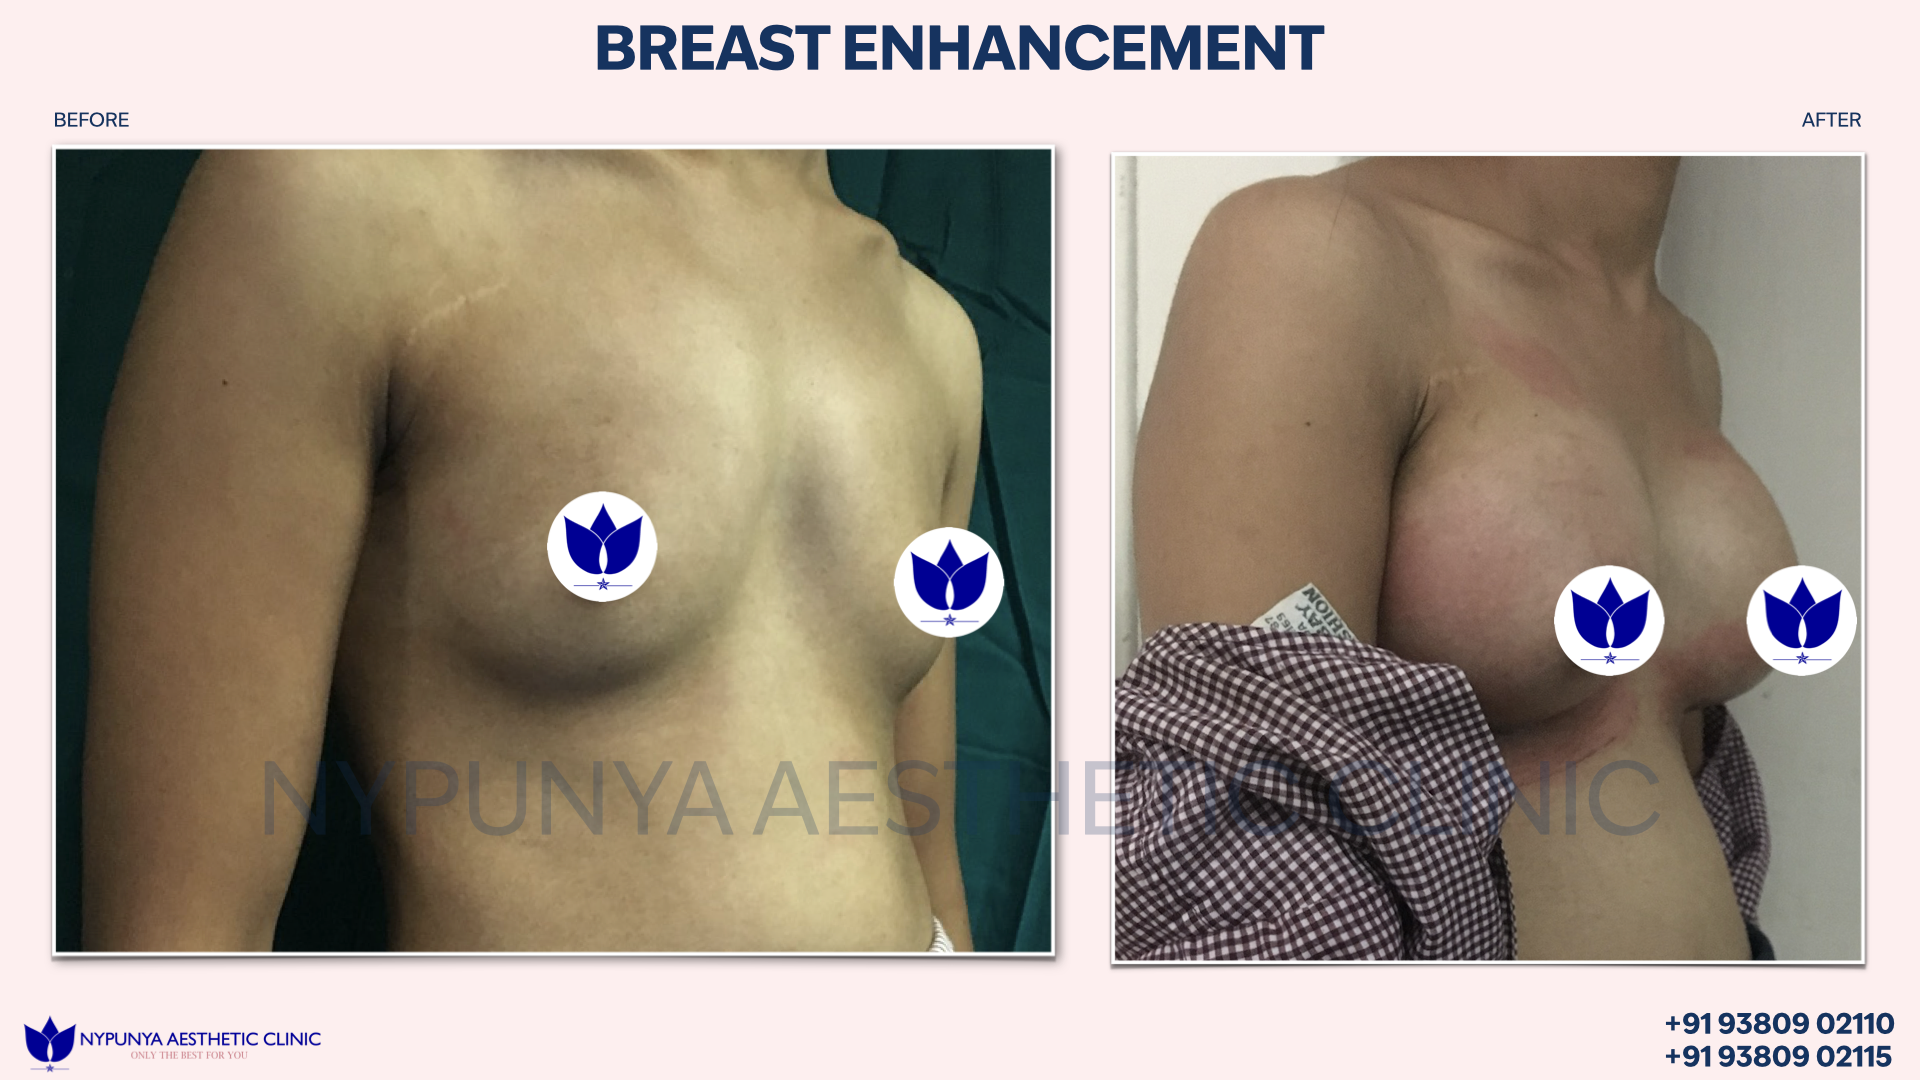 BREAST ENHANCEMENT
BEFORE
AFTER
NYPUNYA AESTHETIC CLINIC
NYPUNYA AESTHETIC CLINIC
ONLY THE BEST FOR YOU
+91 93809 02110
+91 93809 02115